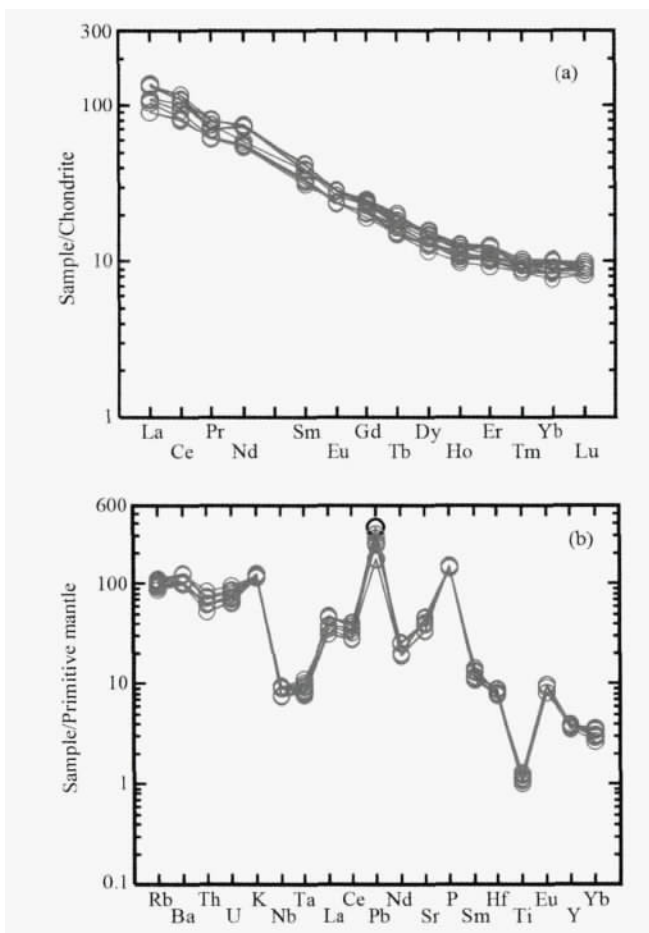 300
(a)
100
Sample/Chondrite
10
1
La Pr Sm Gd Dy Er Yb
Ce Nd Eu Tb Ho Tm Lu
600
(b)
100
Sample/Primitive mantle
10
1
0.1
Rb Th K Ta Ce Nd P Hf Eu Yb
Ba U Nb La Pb Sr Sm Ti Y